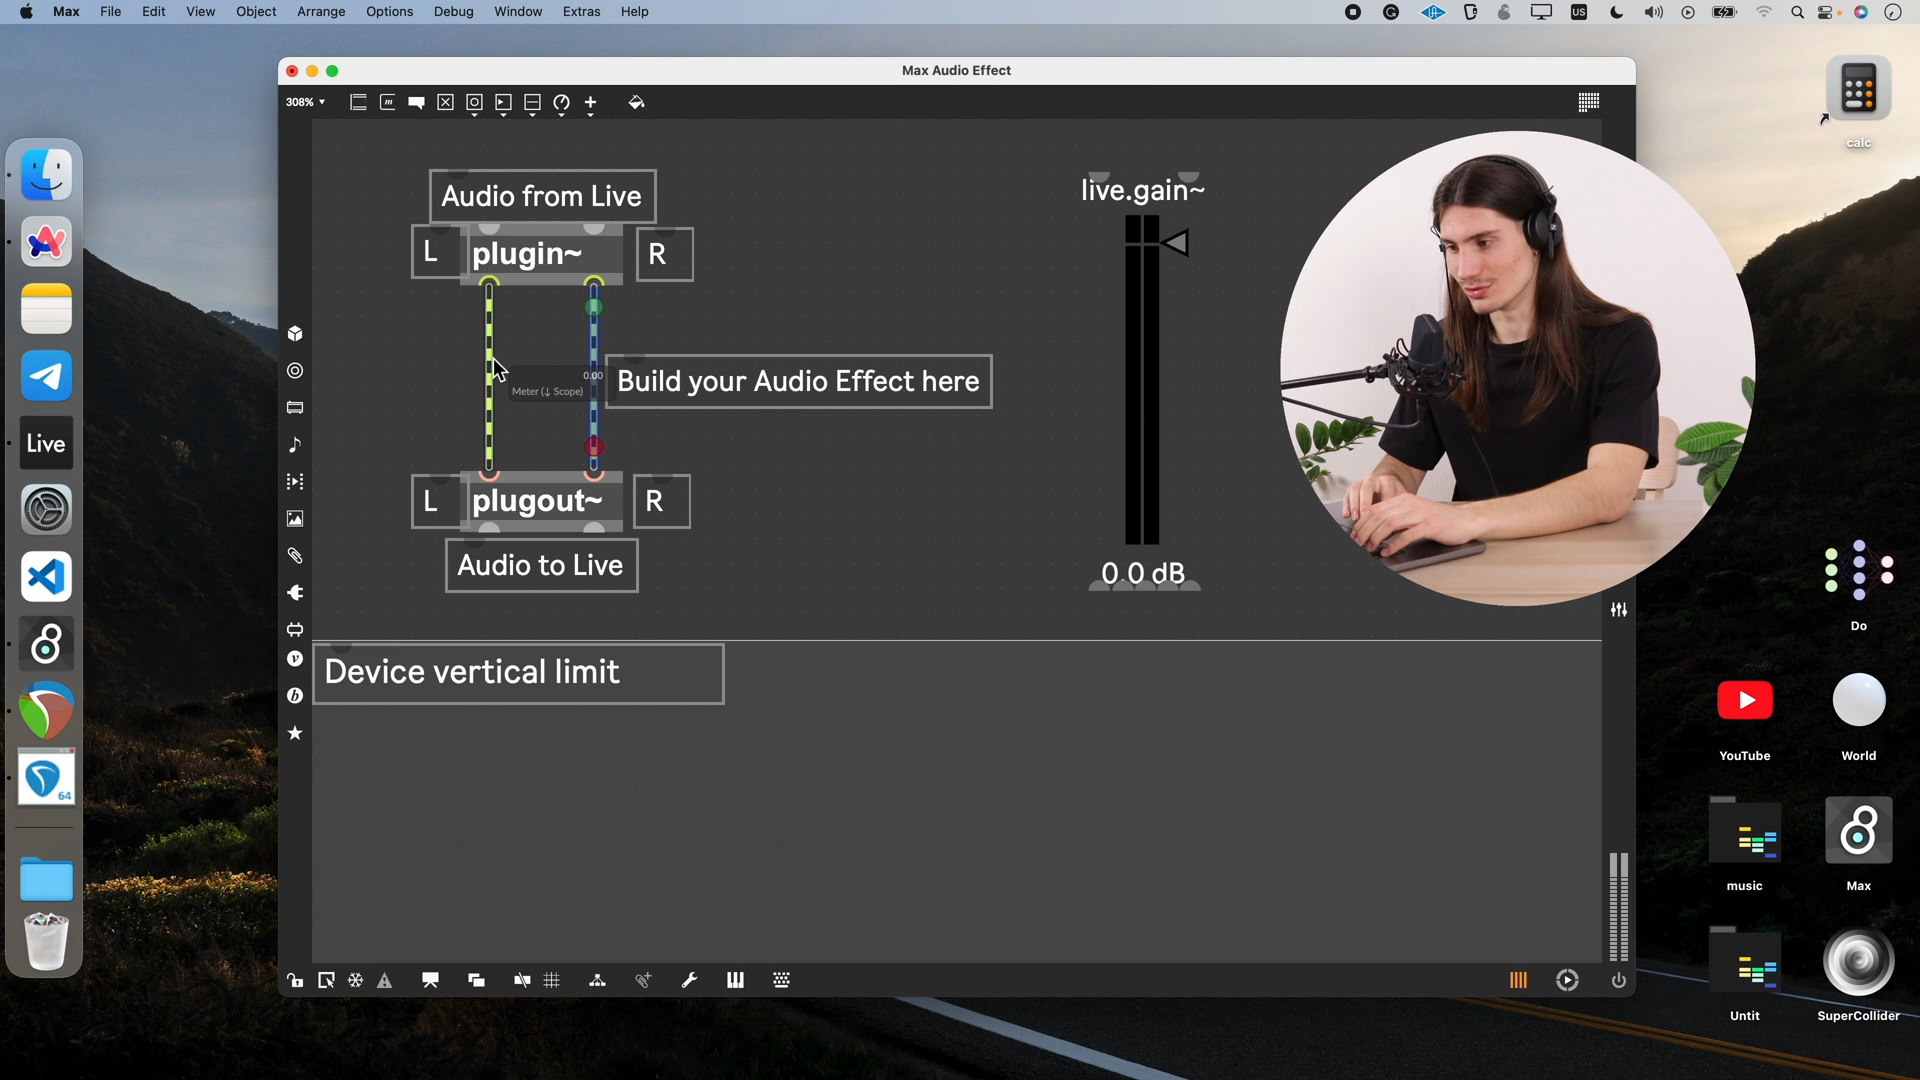 Max File Edit View Object Arrange Options Debug Window Extras Help
US
Max Audio Effect
308%
m
calc
Audio from Live
L plugin~ R
live.gain~
0.00
Meter (↓ Scope)
Build your Audio Effect here
Live
L plugout~ R
Audio to Live
0.0 dB
Do
Device vertical limit
v
b
64
YouTube
World
music
Max
Untit
SuperCollider